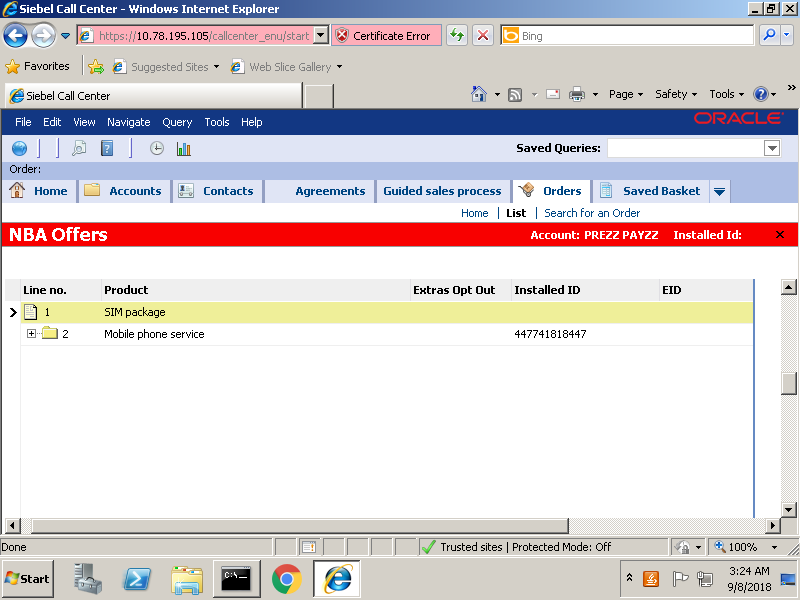 Siebel Call Center - Windows Internet Explorer
https://10.78.195.105/callcenter_enu/start
Certificate Error
Bing
Favorites
Suggested Sites
Web Slice Gallery
Siebel Call Center
Page
Safety
Tools
»
File Edit View Navigate Query Tools Help
ORACLE
Saved Queries:
Order:
Home
Accounts
Contacts
Agreements
Guided sales process
Orders
Saved Basket
Home | List | Search for an Order
NBA Offers
Account: PREZZ PAYZZ Installed Id:
Line no. Product Extras Opt Out Installed ID EID
1 SIM package
2 Mobile phone service 447741818447
Done
Trusted sites | Protected Mode: Off
100%
Start
3:24 AM
9/8/2018